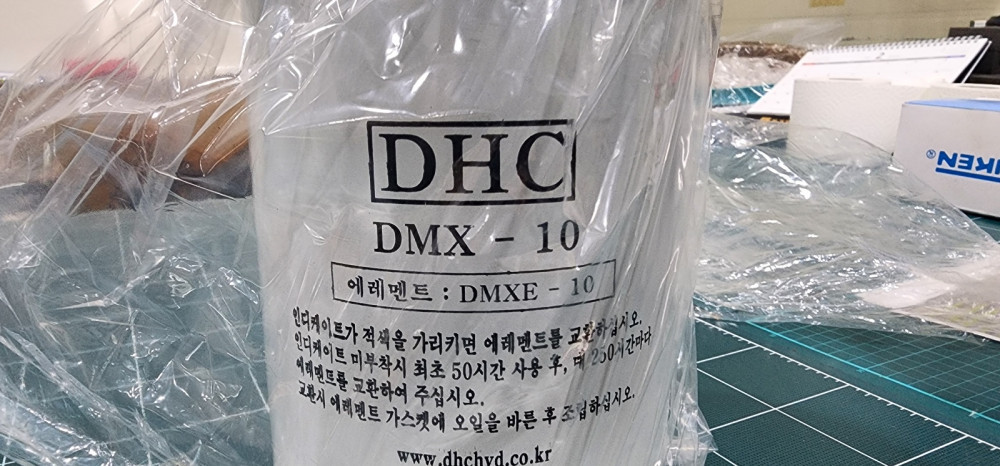 DHC
DMX - 10
에레멘트 : DMXE - 10
인디케이트가 적색을 가리키면 에레멘트를 교환하십시오.
인디케이트 미부착시 최초 50시간 사용 후, 매 250시간마다
에레멘트를 교환하여 주십시오.
교환시 에레멘트 가스켓에 오일을 바른 후 조립하십시오.
www.dhchyd.co.kr
IKEN®